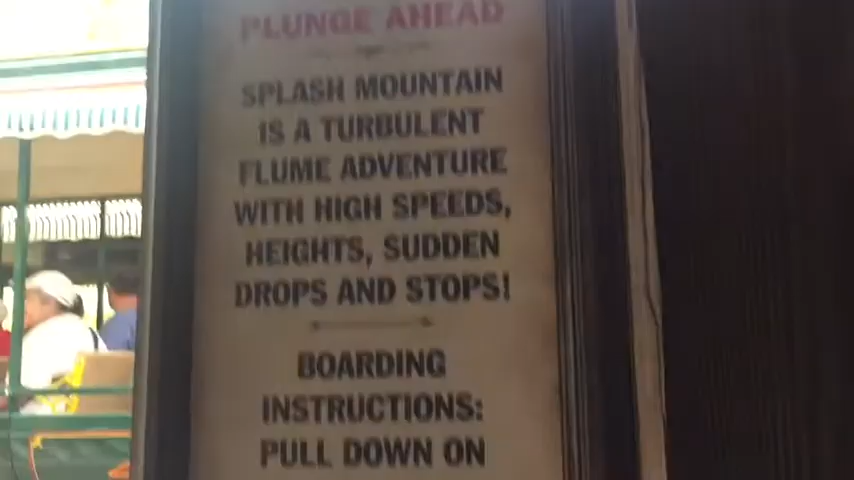 PLUNGE AHEAD
SPLASH MOUNTAIN
IS A TURBULENT
FLUME ADVENTURE
WITH HIGH SPEEDS,
HEIGHTS, SUDDEN
DROPS AND STOPS!
BOARDING
INSTRUCTIONS:
PULL DOWN ON